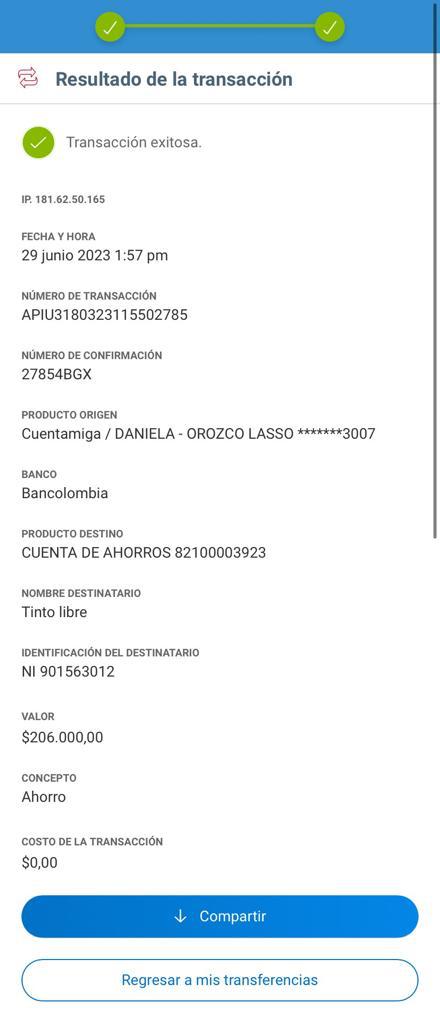 Resultado de la transacción
Transacción exitosa.
IP. 181.62.50.165
FECHA Y HORA
29 junio 2023 1:57 pm
NÚMERO DE TRANSACCIÓN
APIU3180323115502785
NÚMERO DE CONFIRMACIÓN
27854BGX
PRODUCTO ORIGEN
Cuentamiga / DANIELA - OROZCO LASSO *******3007
BANCO
Bancolombia
PRODUCTO DESTINO
CUENTA DE AHORROS 82100003923
NOMBRE DESTINATARIO
Tinto libre
IDENTIFICACIÓN DEL DESTINATARIO
NI 901563012
VALOR
$206.000,00
CONCEPTO
Ahorro
COSTO DE LA TRANSACCIÓN
$0,00
Compartir
Regresar a mis transferencias